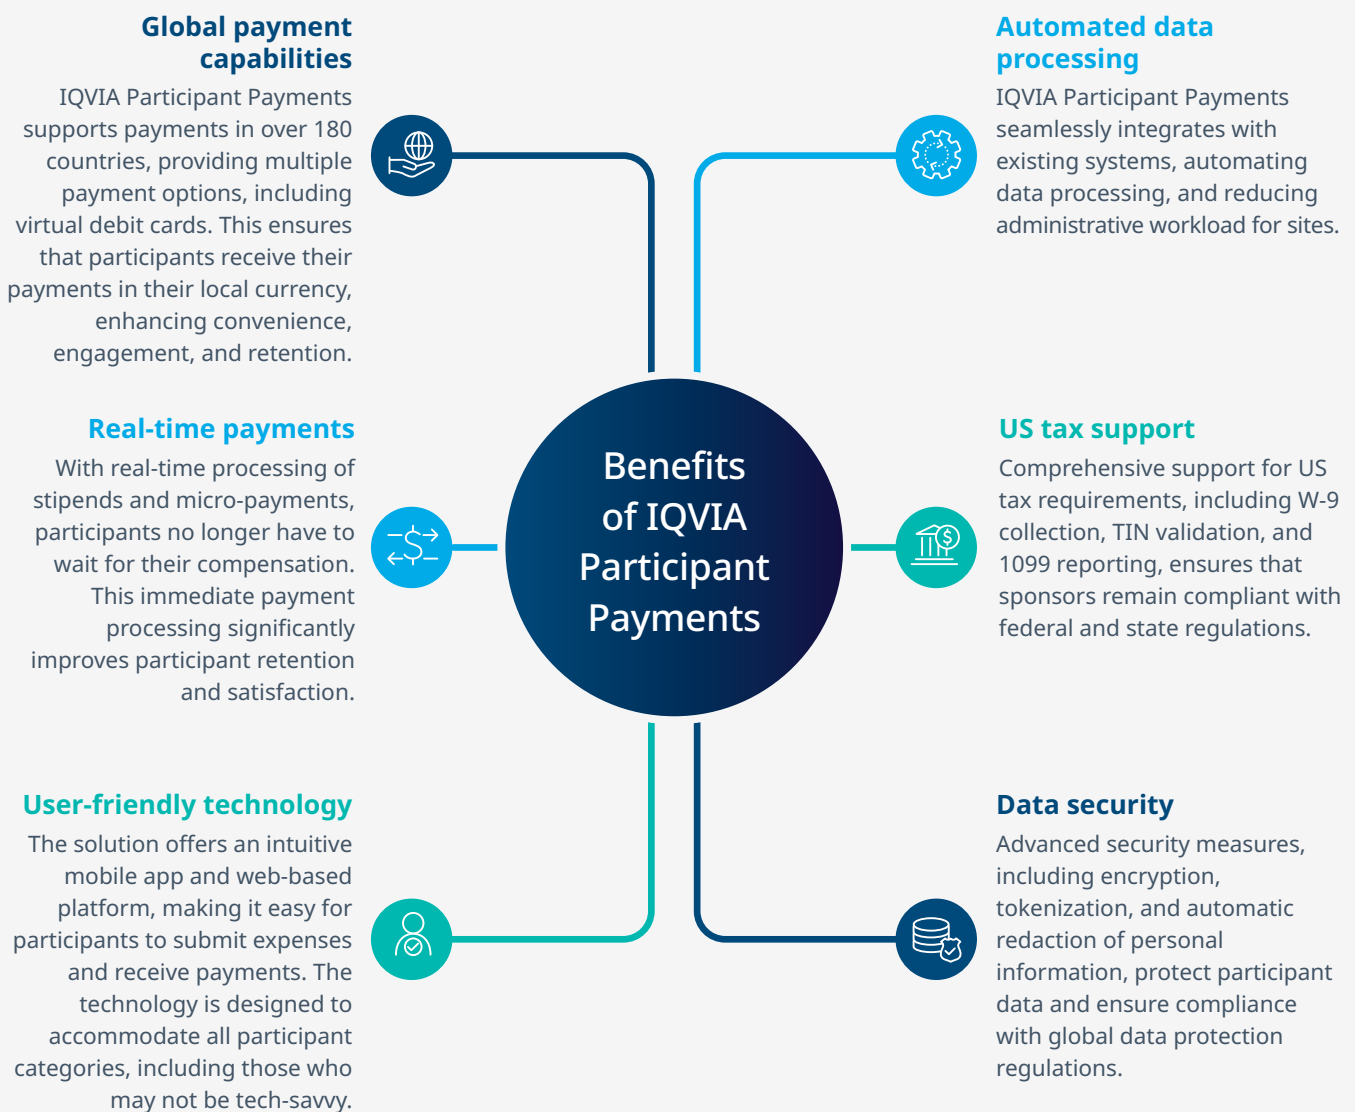 Global payment
capabilities
IQVIA Participant Payments
supports payments in over 180
countries, providing multiple
payment options, including
virtual debit cards. This ensures
that participants receive their
payments in their local currency,
enhancing convenience,
engagement, and retention.
Real-time payments
With real-time processing of
stipends and micro-payments,
participants no longer have to
wait for their compensation.
This immediate payment
processing significantly
improves participant retention
and satisfaction.
User-friendly technology
The solution offers an intuitive
mobile app and web-based
platform, making it easy for
participants to submit expenses
and receive payments. The
technology is designed to
accommodate all participant
categories, including those who
may not be tech-savvy.
Benefits
of IQVIA
Participant
Payments
Automated data
processing
IQVIA Participant Payments
seamlessly integrates with
existing systems, automating
data processing, and reducing
administrative workload for sites.
US tax support
Comprehensive support for US
tax requirements, including W-9
collection, TIN validation, and
1099 reporting, ensures that
sponsors remain compliant with
federal and state regulations.
Data security
Advanced security measures,
including encryption,
tokenization, and automatic
redaction of personal
information, protect participant
data and ensure compliance
with global data protection
regulations.